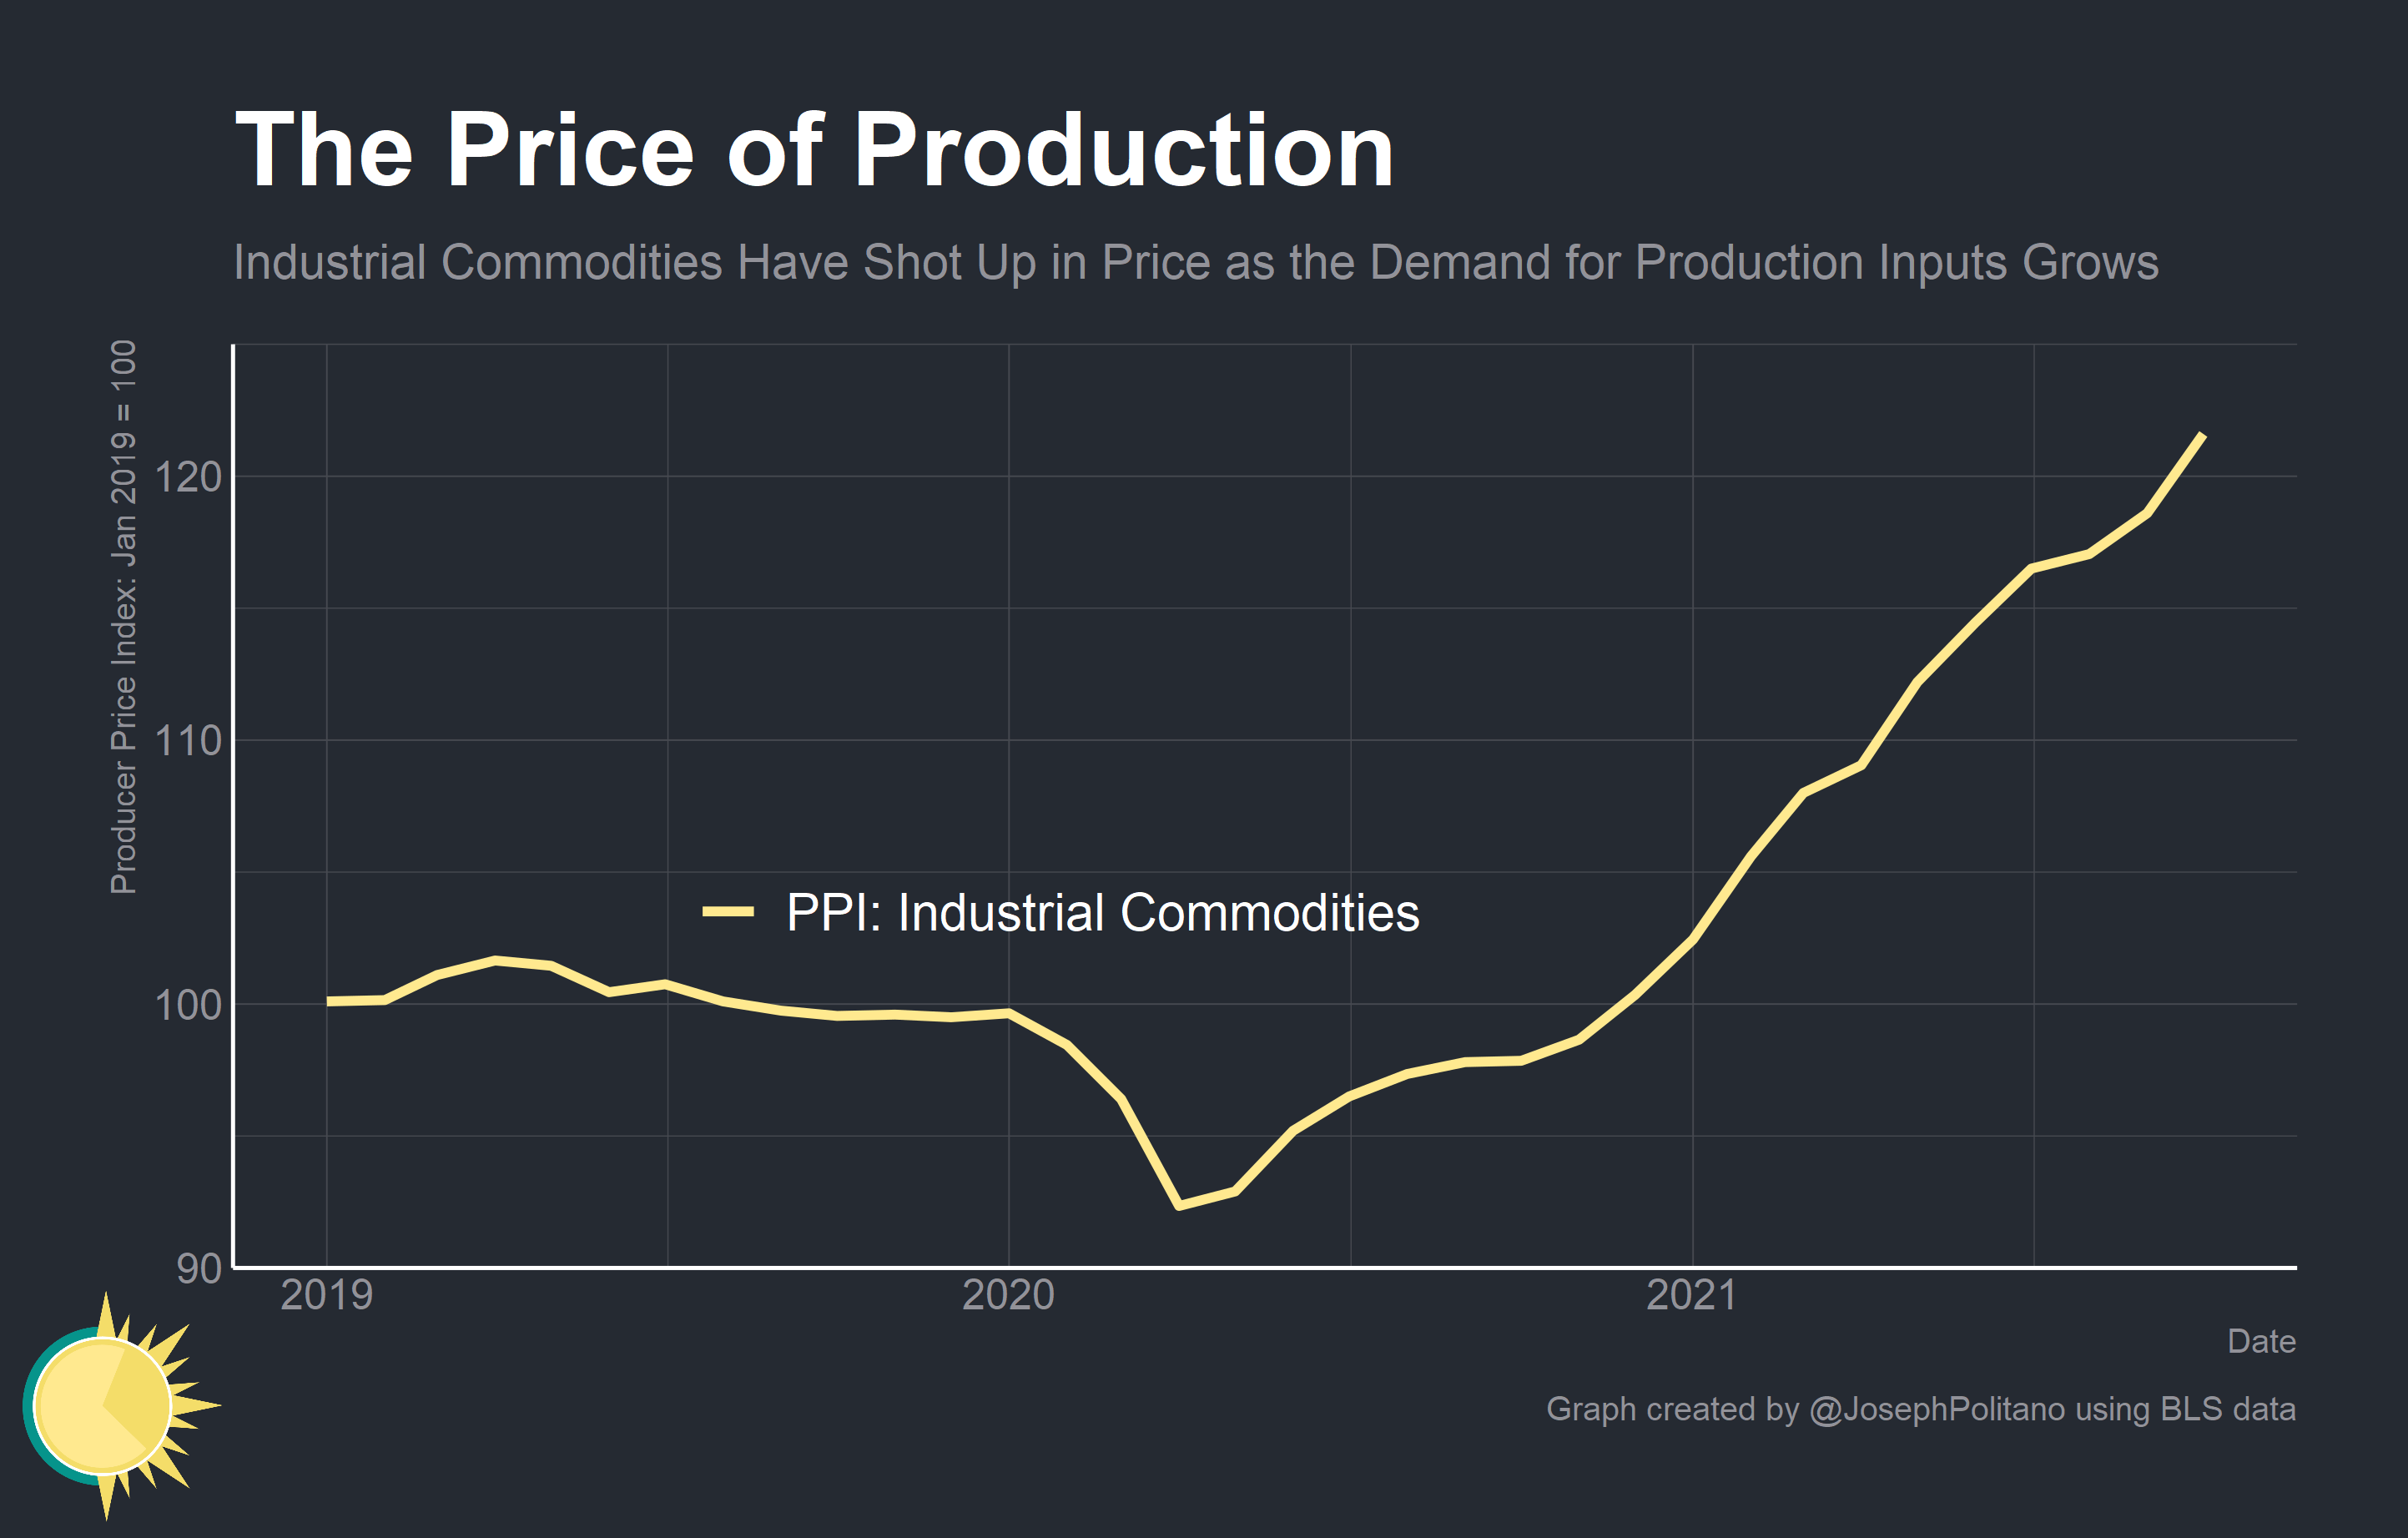 The Price of Production
Industrial Commodities Have Shot Up in Price as the Demand for Production Inputs Grows
Producer Price Index: Jan 2019 = 100
120
110
100
90
PPI: Industrial Commodities
2019
2020
2021
Date
Graph created by @JosephPolitano using BLS data